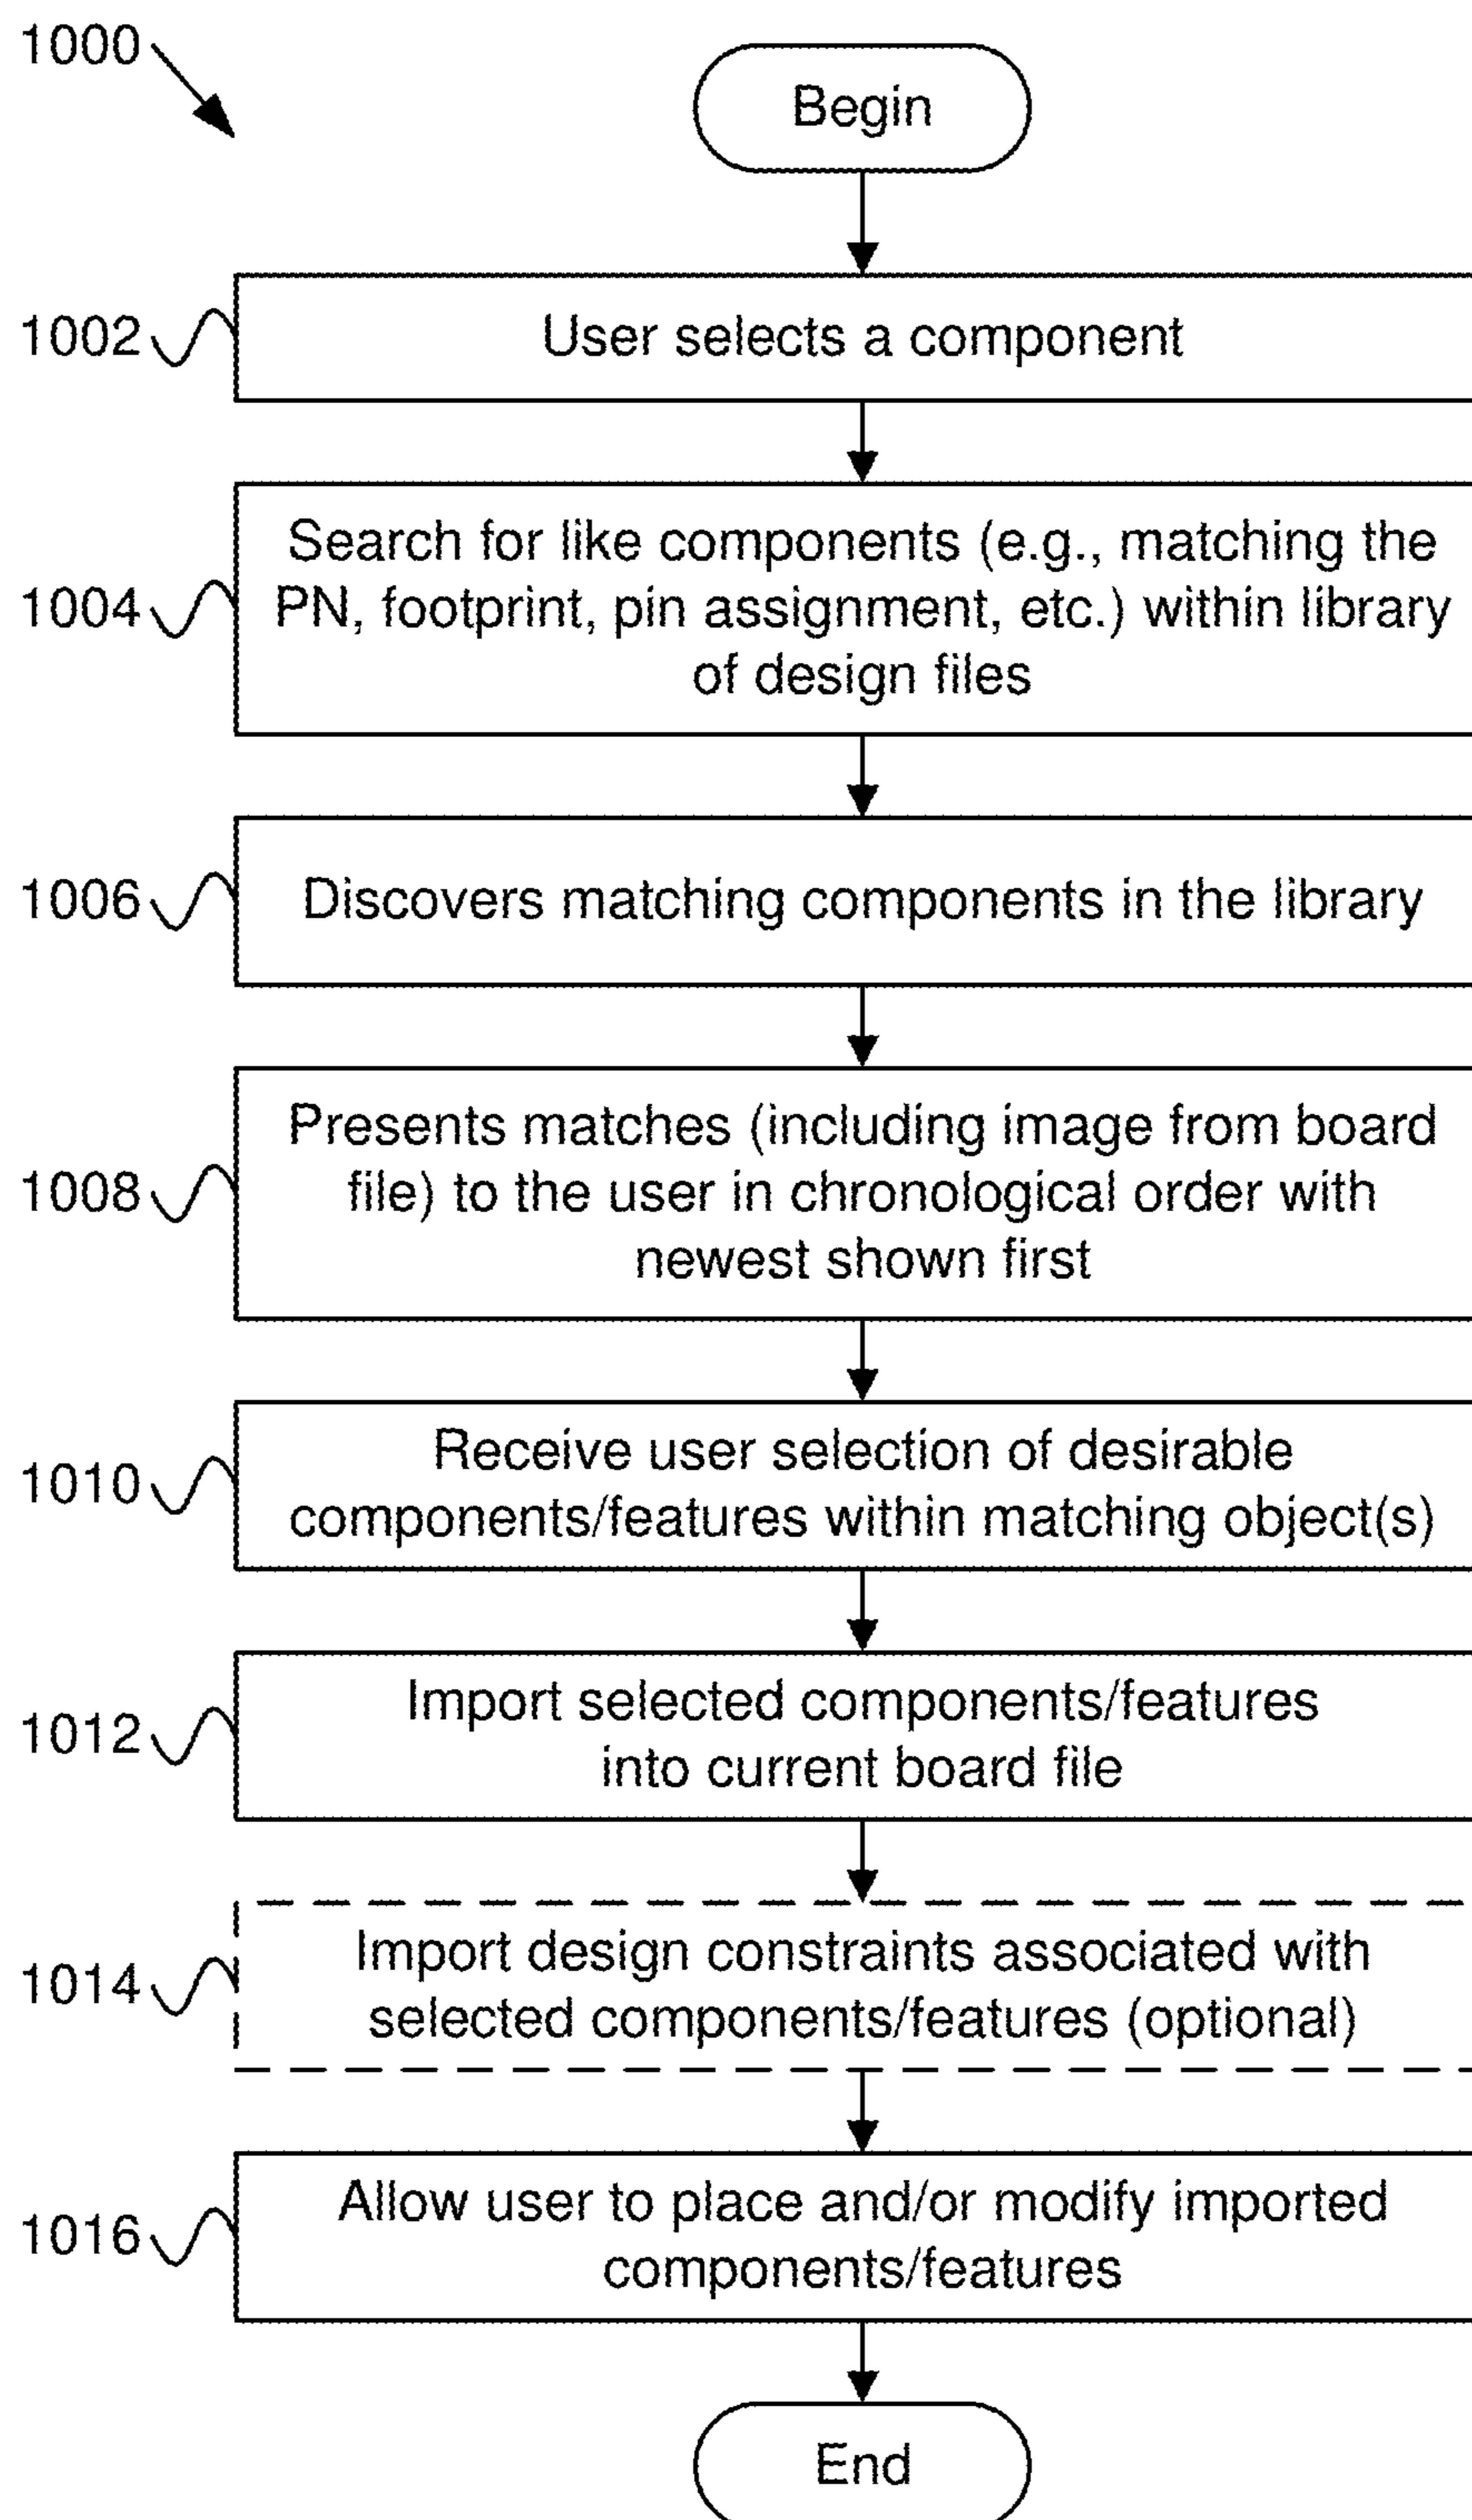 1000
Begin
1002
User selects a component
1004
Search for like components (e.g., matching the
PN, footprint, pin assignment, etc.) within library
of design files
1006
Discovers matching components in the library
1008
Presents matches (including image from board
file) to the user in chronological order with
newest shown first
1010
Receive user selection of desirable
components/features within matching object(s)
1012
Import selected components/features
into current board file
1014
Import design constraints associated with
selected components/features (optional)
1016
Allow user to place and/or modify imported
components/features
End